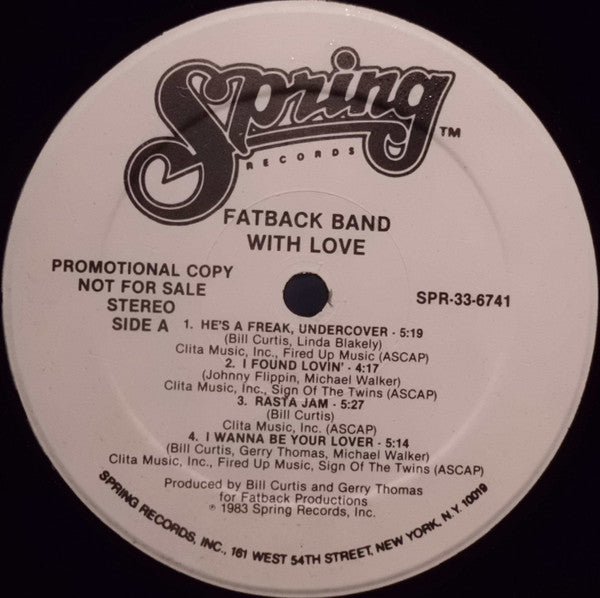 Spring™
RECORDS
FATBACK BAND
WITH LOVE
PROMOTIONAL COPY
NOT FOR SALE
STEREO
SIDE A
SPR-33-6741
1. HE'S A FREAK, UNDERCOVER - 5:19
(Bill Curtis, Linda Blakely)
Clita Music, Inc., Fired Up Music (ASCAP)
2. I FOUND LOVIN' - 4:17
(Johnny Flippin, Michael Walker)
Clita Music, Inc., Sign Of The Twins (ASCAP)
3. RASTA JAM - 5:27
(Bill Curtis)
Clita Music, Inc. (ASCAP)
4. I WANNA BE YOUR LOVER - 5:14
(Bill Curtis, Gerry Thomas, Michael Walker)
Clita Music, Inc., Fired Up Music, Sign Of The Twins (ASCAP)
Produced by Bill Curtis and Gerry Thomas
for Fatback Productions
℗ 1983 Spring Records, Inc.
SPRING RECORDS, INC., 161 WEST 54TH STREET, NEW YORK, N.Y. 10019